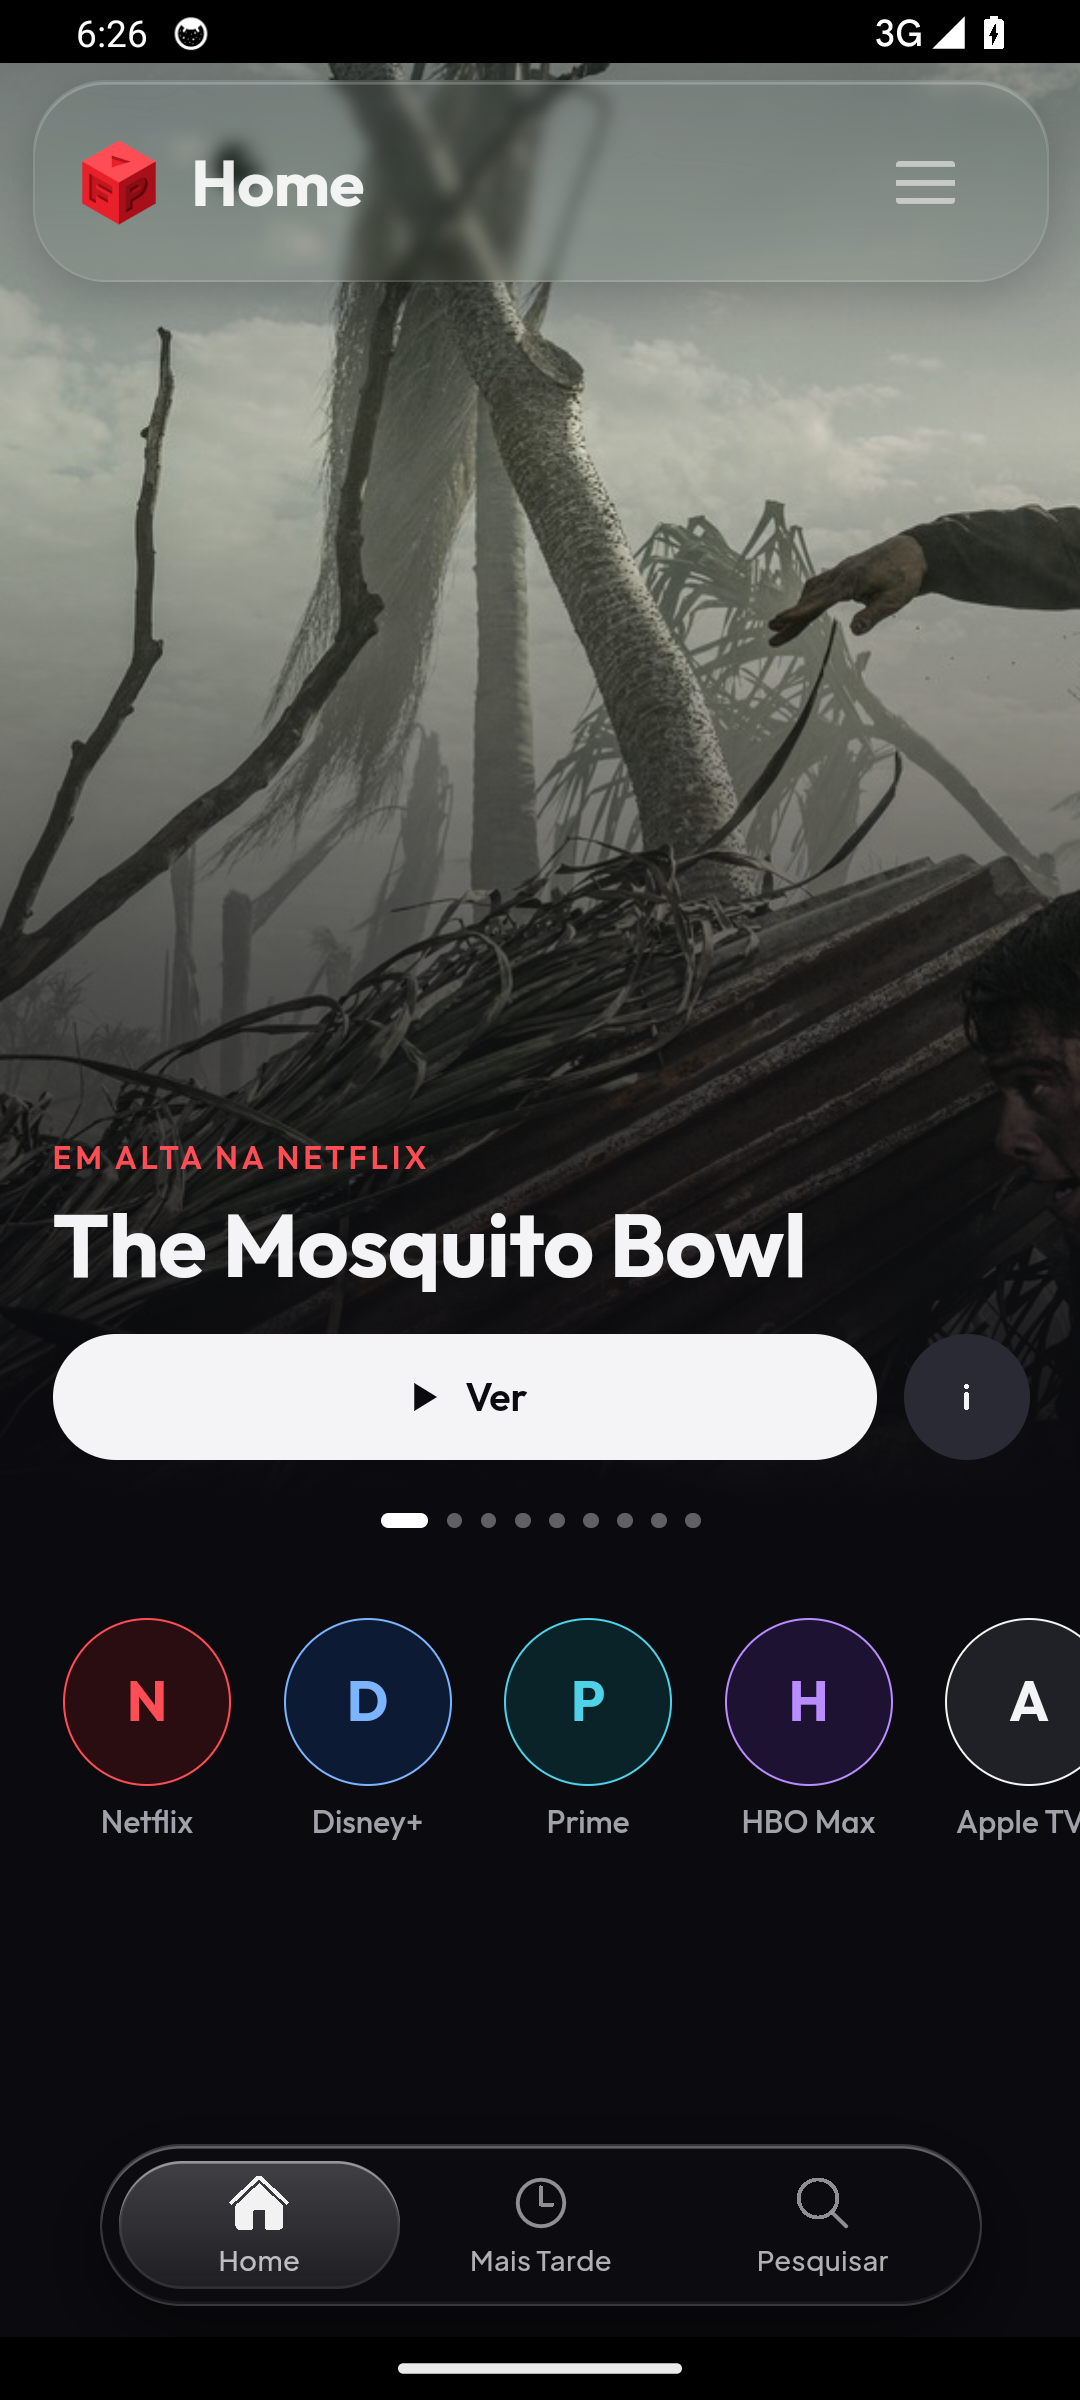 6:26
3G
Home
EM ALTA NA NETFLIX
The Mosquito Bowl
Ver
i
N
D
P
H
A
Netflix
Disney+
Prime
HBO Max
Apple TV
Home
Mais Tarde
Pesquisar